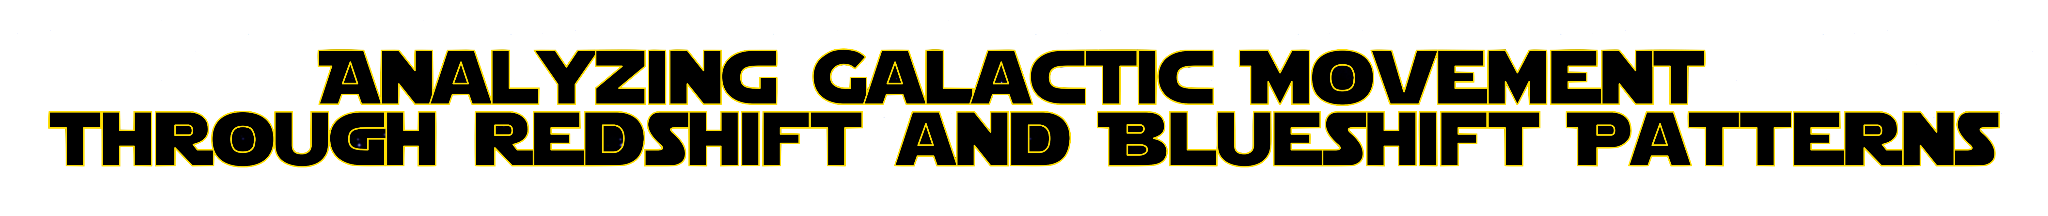 Analyzing Galactic Movement
through Redshift and Blueshift Patterns